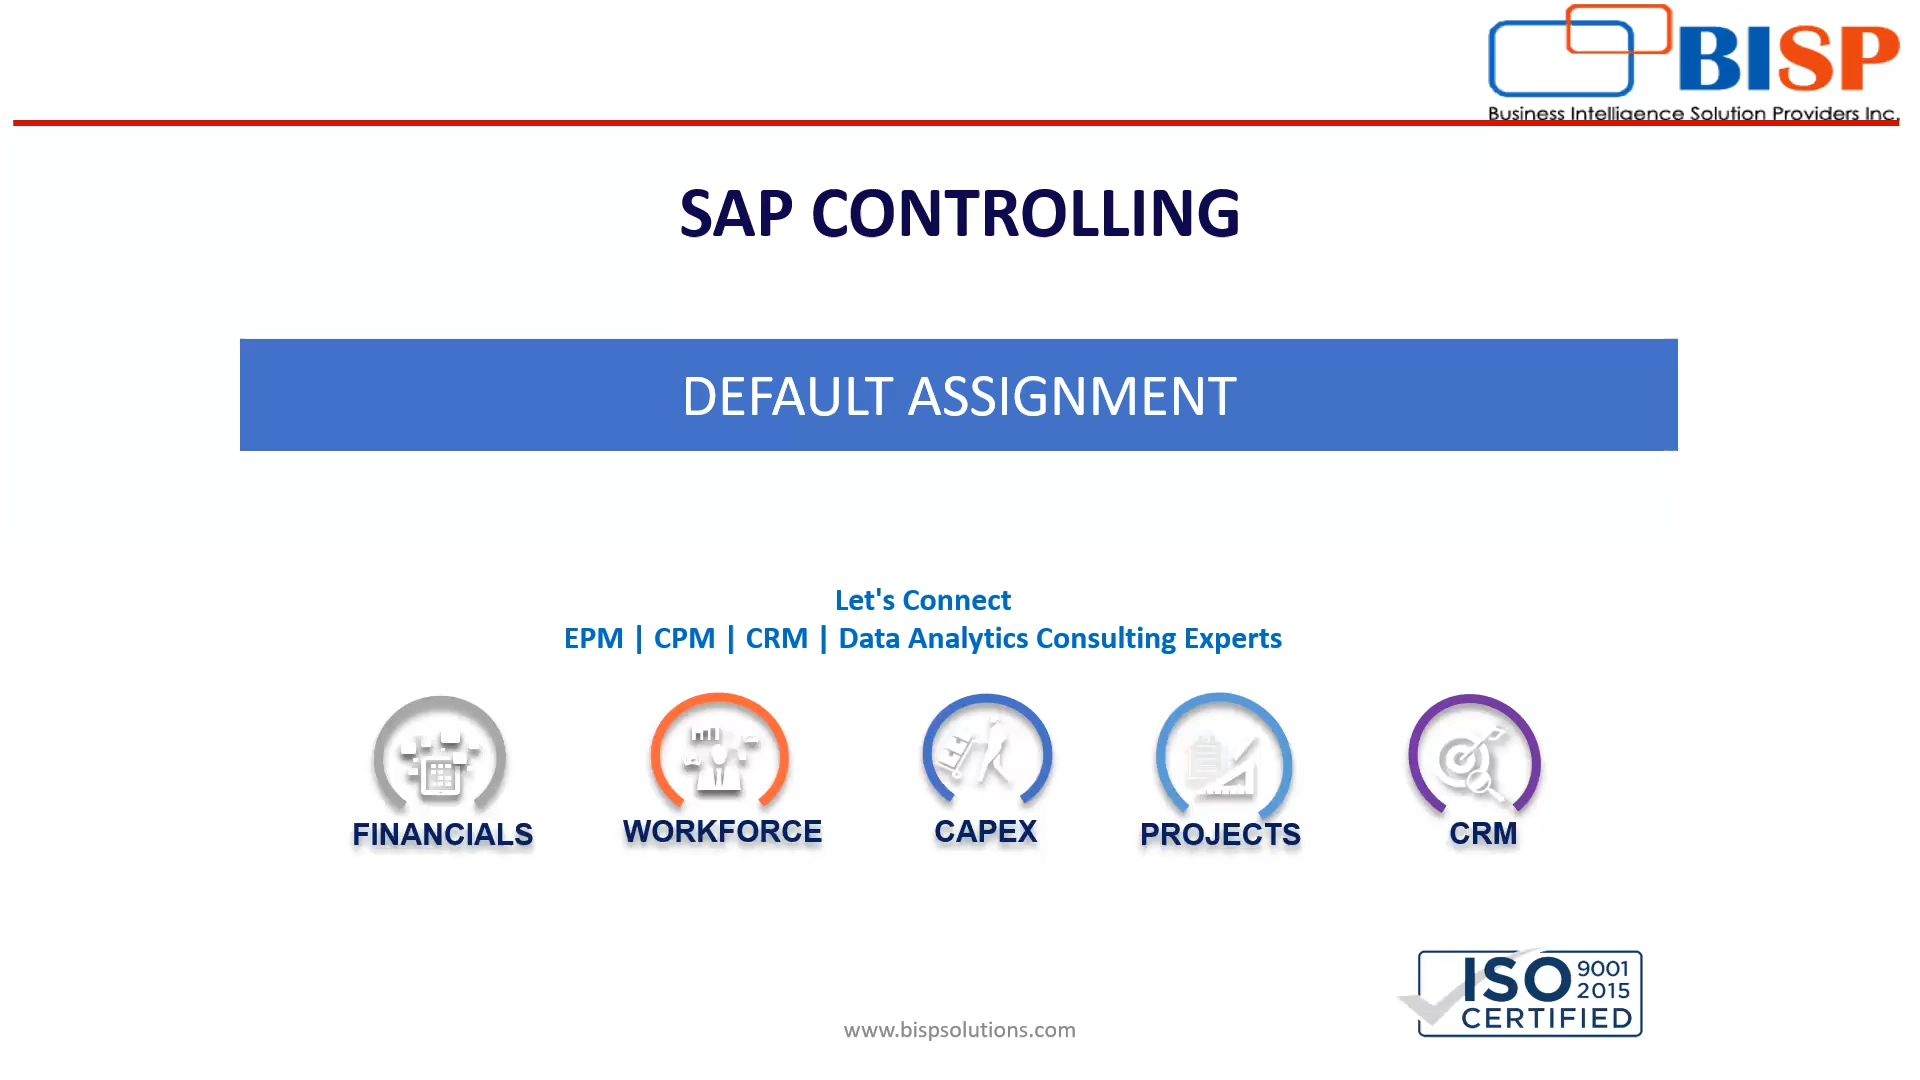 BISP
Business Intelligence Solution Providers Inc.
SAP CONTROLLING
DEFAULT ASSIGNMENT
Let's Connect
EPM | CPM | CRM | Data Analytics Consulting Experts
FINANCIALS
WORKFORCE
CAPEX
PROJECTS
CRM
ISO 9001
2015
CERTIFIED
www.bispsolutions.com